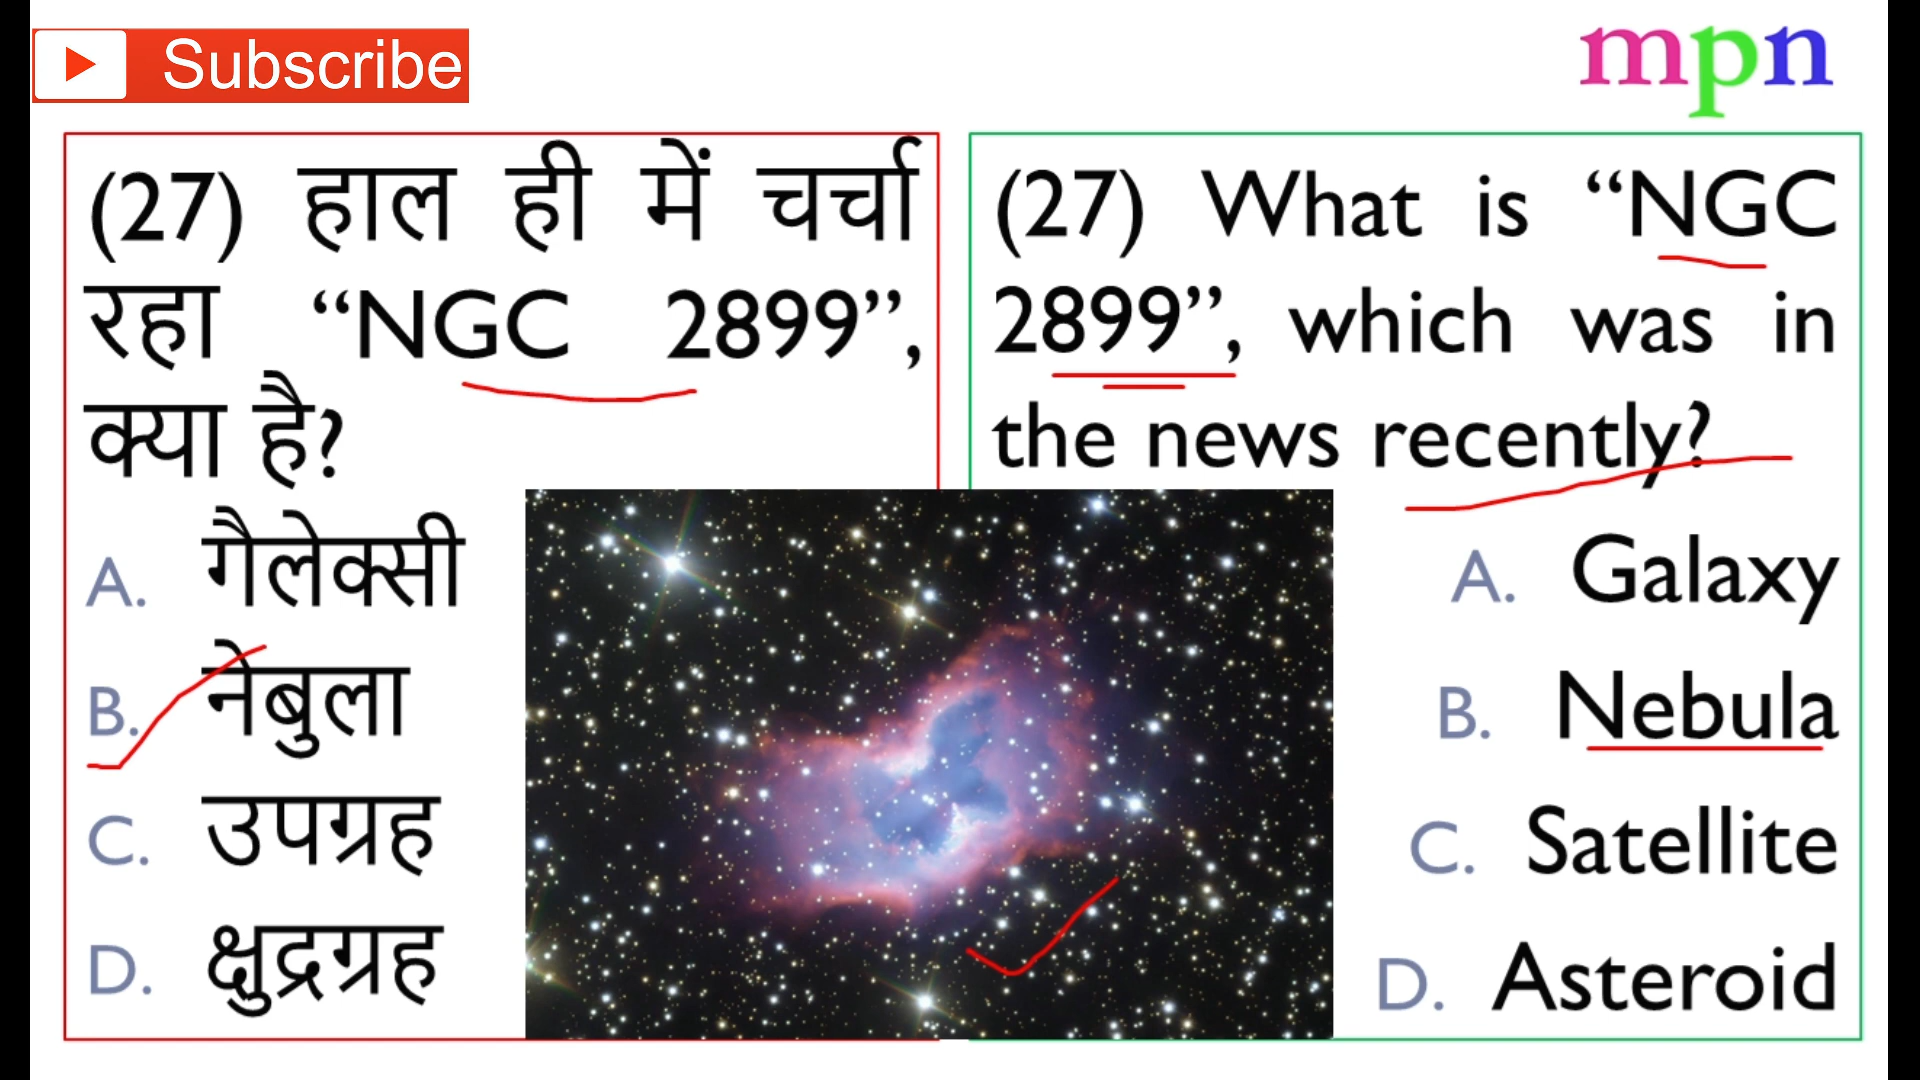 Subscribe
mpn
(27) हाल ही में चर्चा
रहा “NGC 2899”,
क्या है?
A. गैलेक्सी
B. नेबुला
C. उपग्रह
D. क्षुद्रग्रह
(27) What is “NGC
2899”, which was in
the news recently?
A. Galaxy
B. Nebula
C. Satellite
D. Asteroid